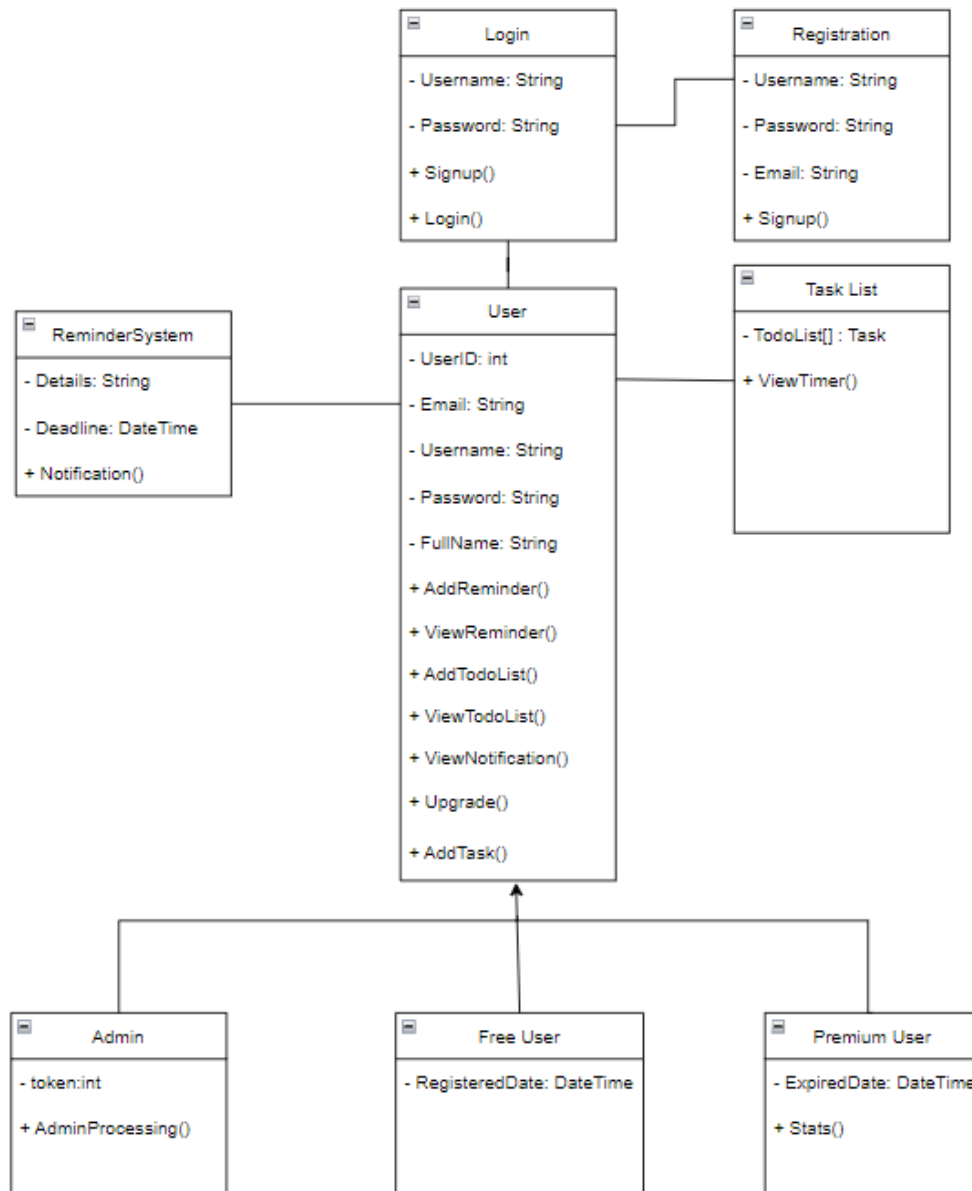 Login
- Username: String
- Password: String
+ Signup()
+ Login()
Registration
- Username: String
- Password: String
- Email: String
+ Signup()
ReminderSystem
- Details: String
- Deadline: DateTime
+ Notification()
User
- UserID: int
- Email: String
- Username: String
- Password: String
- FullName: String
+ AddReminder()
+ ViewReminder()
+ AddTodoList()
+ ViewTodoList()
+ ViewNotification()
+ Upgrade()
+ AddTask()
Task List
- TodoList[] : Task
+ ViewTimer()
Admin
- token:int
+ AdminProcessing()
Free User
- RegisteredDate: DateTime
Premium User
- ExpiredDate: DateTime
+ Stats()